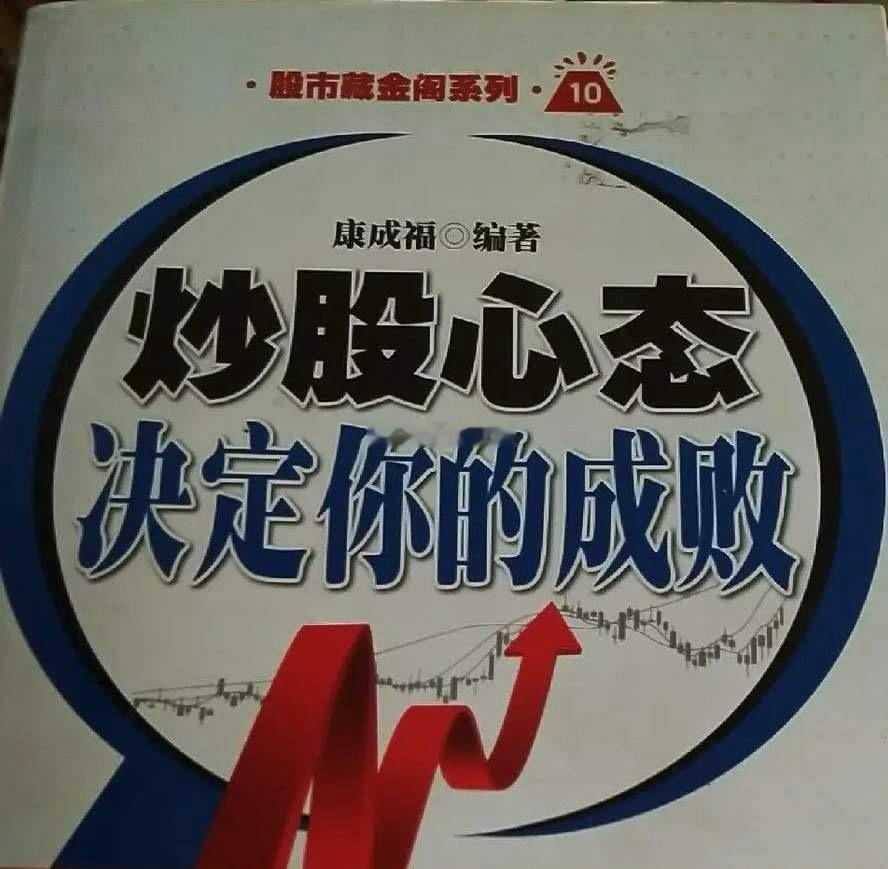 ·股市藏金阁系列·10
康成福◎编著
炒股心态
决定你的成败